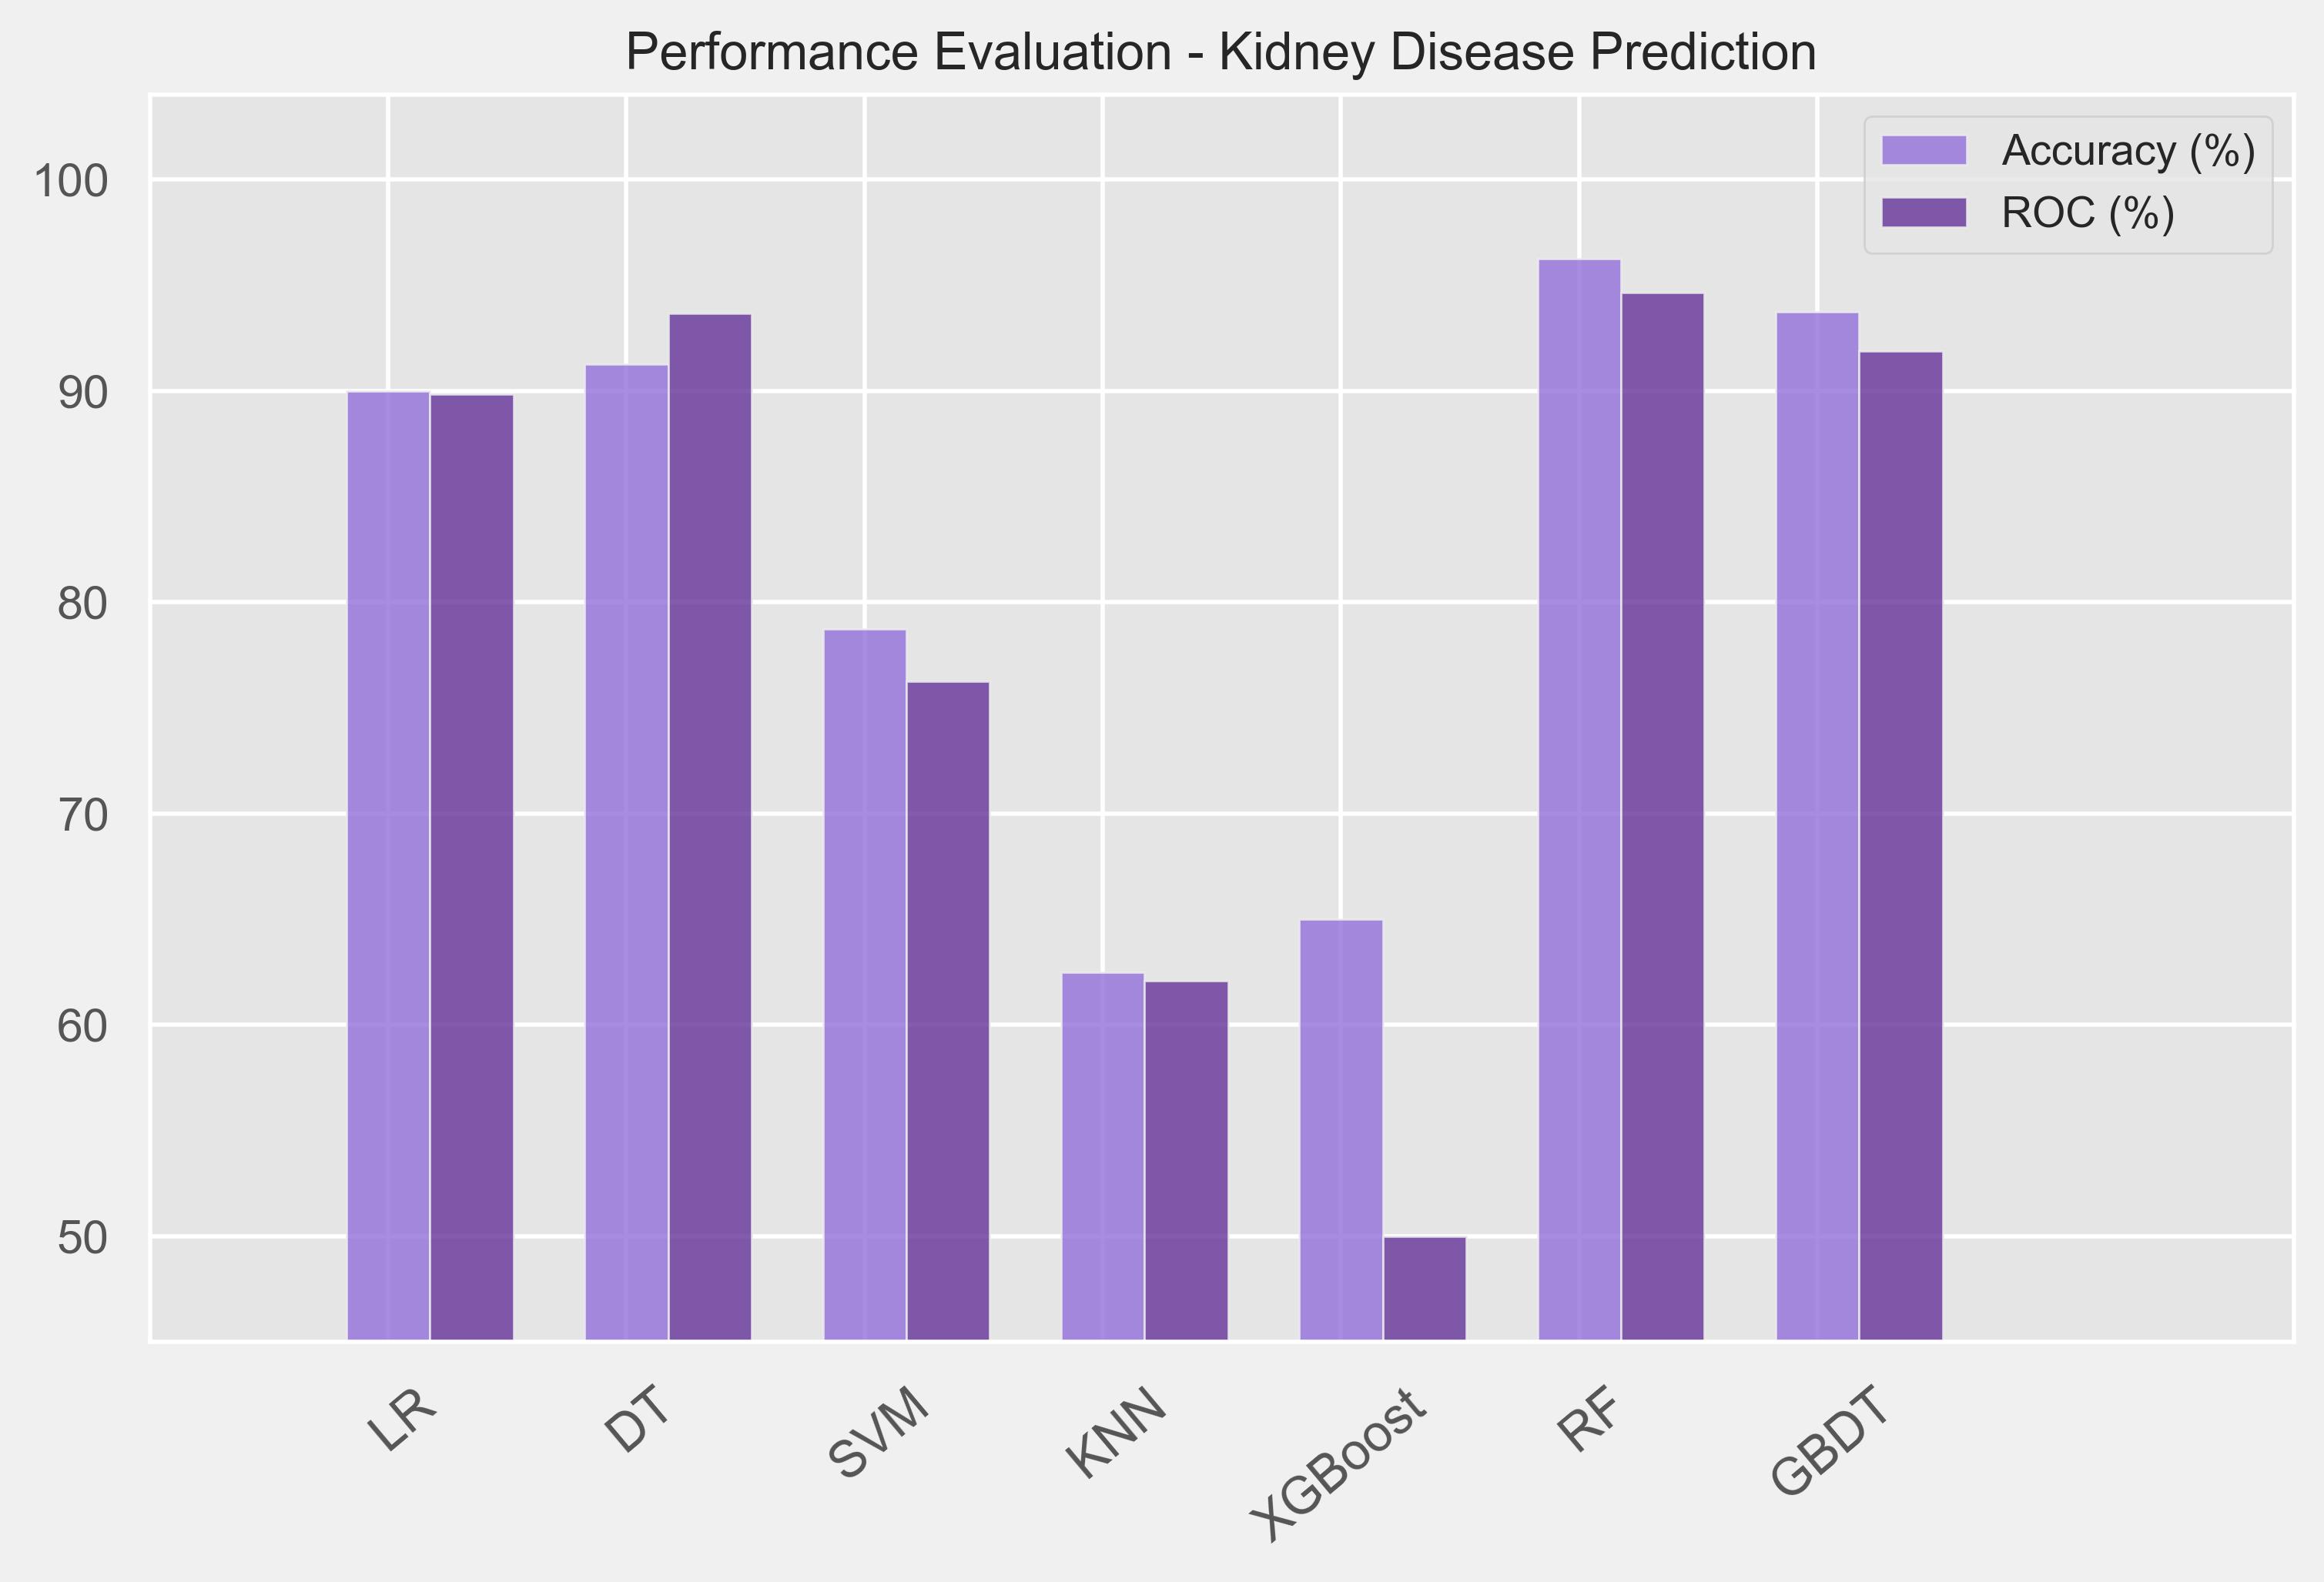 Performance Evaluation - Kidney Disease Prediction
Accuracy (%)
ROC (%)
100
90
80
70
60
50
LR
DT
SVM
KNN
XGBoost
RF
GBDT